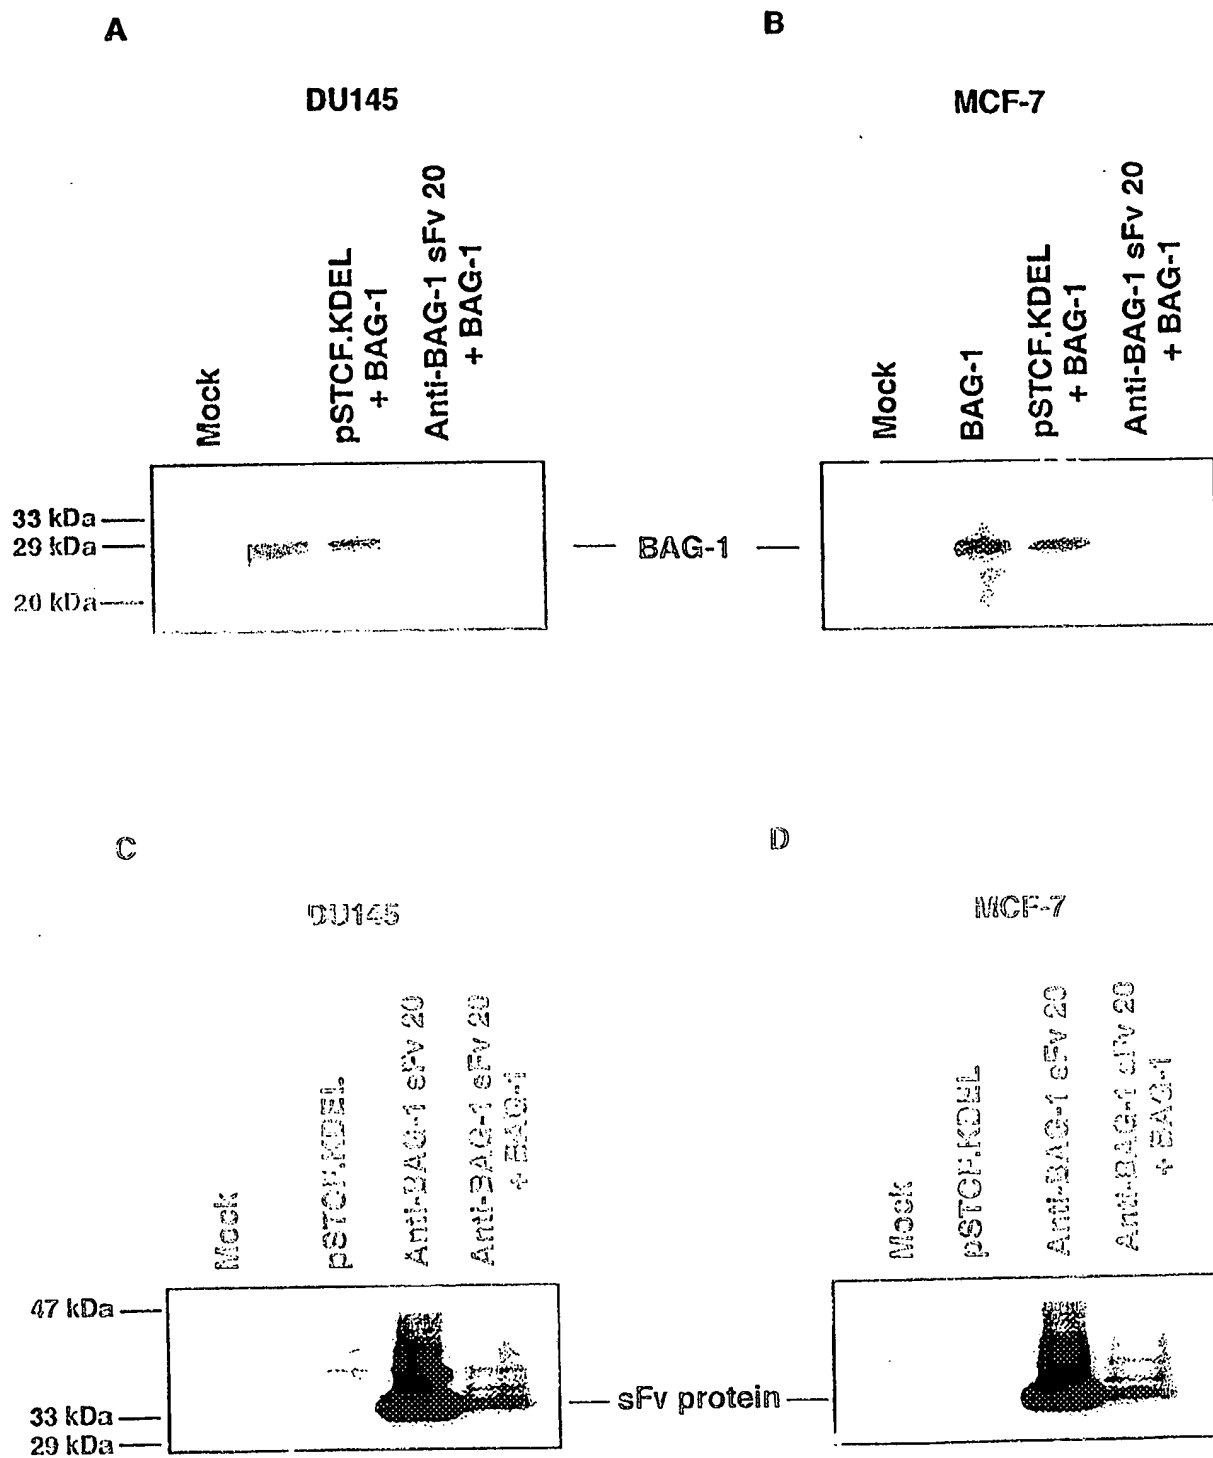 A
B
DU145
MCF-7
Mock
pSTCF.KDEL
+ BAG-1
Anti-BAG-1 sFv 20
+ BAG-1
Mock
BAG-1
pSTCF.KDEL
+ BAG-1
Anti-BAG-1 sFv 20
+ BAG-1
33 kDa
29 kDa
20 kDa
BAG-1
C
D
DU145
MCF-7
Mock
pSTCF.KDEL
Anti-BAG-1 sFv 20
Anti-BAG-1 sFv 20
+ BAG-1
Mock
pSTCF.KDEL
Anti-BAG-1 sFv 20
Anti-BAG-1 sFv 20
+ BAG-1
47 kDa
33 kDa
29 kDa
sFv protein